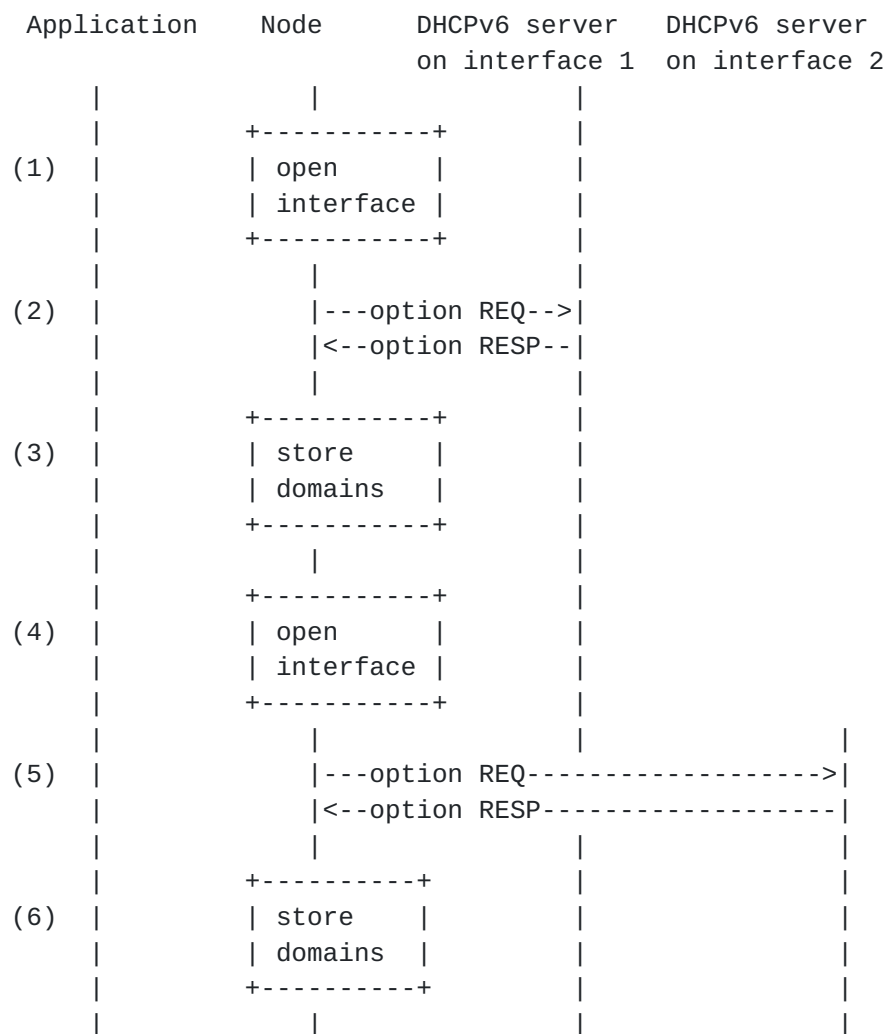 Application    Node      DHCPv6 server   DHCPv6 server
                         on interface 1  on interface 2
     |             |                |
     |         +-----------+        |
(1)  |         | open      |        |
     |         | interface |        |
     |         +-----------+        |
     |             |                |
(2)  |             |---option REQ-->|
     |             |<--option RESP--|
     |             |                |
     |         +-----------+        |
(3)  |         | store     |        |
     |         | domains   |        |
     |         +-----------+        |
     |             |                |
     |         +-----------+        |
(4)  |         | open      |        |
     |         | interface |        |
     |         +-----------+        |
     |             |                |                |
(5)  |             |---option REQ------------------->|
     |             |<--option RESP-------------------|
     |             |                |                |
     |         +----------+         |                |
(6)  |         | store    |         |                |
     |         | domains  |         |                |
     |         +----------+         |                |
     |             |                |                |